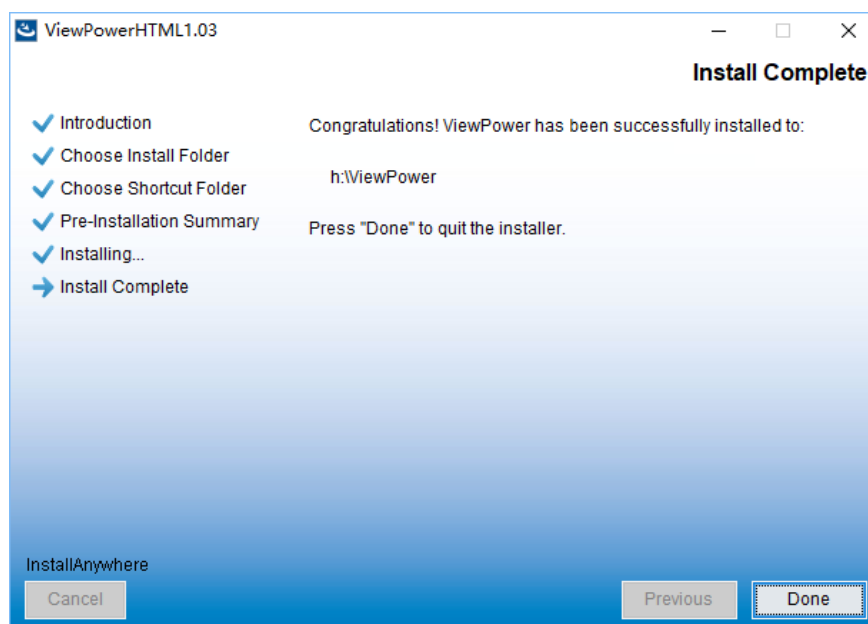 ViewPowerHTML1.03
Install Complete
Introduction
Choose Install Folder
Choose Shortcut Folder
Pre-Installation Summary
Installing...
Install Complete
Congratulations! ViewPower has been successfully installed to:
h:\ViewPower
Press "Done" to quit the installer.
InstallAnywhere
Cancel
Previous
Done